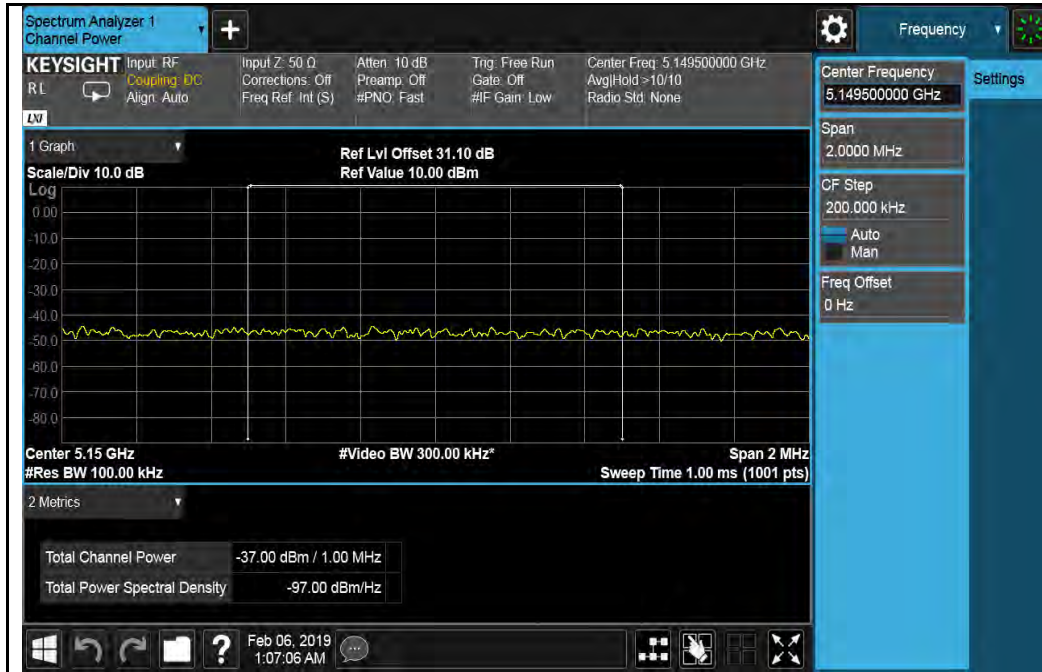 Spectrum Analyzer 1
Channel Power
+
Frequency
KEYSIGHT
RL
LXI
Input: RF
Coupling: DC
Align: Auto
Input Z: 50 Ω
Corrections: Off
Freq Ref: Int (S)
Atten: 10 dB
Preamp: Off
#PNO: Fast
Trig: Free Run
Gate: Off
#IF Gain: Low
Center Freq: 5.149500000 GHz
Avg|Hold:>10/10
Radio Std: None
Center Frequency
5.149500000 GHz
Settings
Span
2.0000 MHz
CF Step
200.000 kHz
Auto
Man
Freq Offset
0 Hz
1 Graph
Scale/Div 10.0 dB
Ref Lvl Offset 31.10 dB
Ref Value 10.00 dBm
Log
0.00
-10.0
-20.0
-30.0
-40.0
-50.0
-60.0
-70.0
-80.0
Center 5.15 GHz
#Video BW 300.00 kHz*
Span 2 MHz
#Res BW 100.00 kHz
Sweep Time 1.00 ms (1001 pts)
2 Metrics
Total Channel Power -37.00 dBm / 1.00 MHz
Total Power Spectral Density -97.00 dBm/Hz
?
Feb 06, 2019
1:07:06 AM